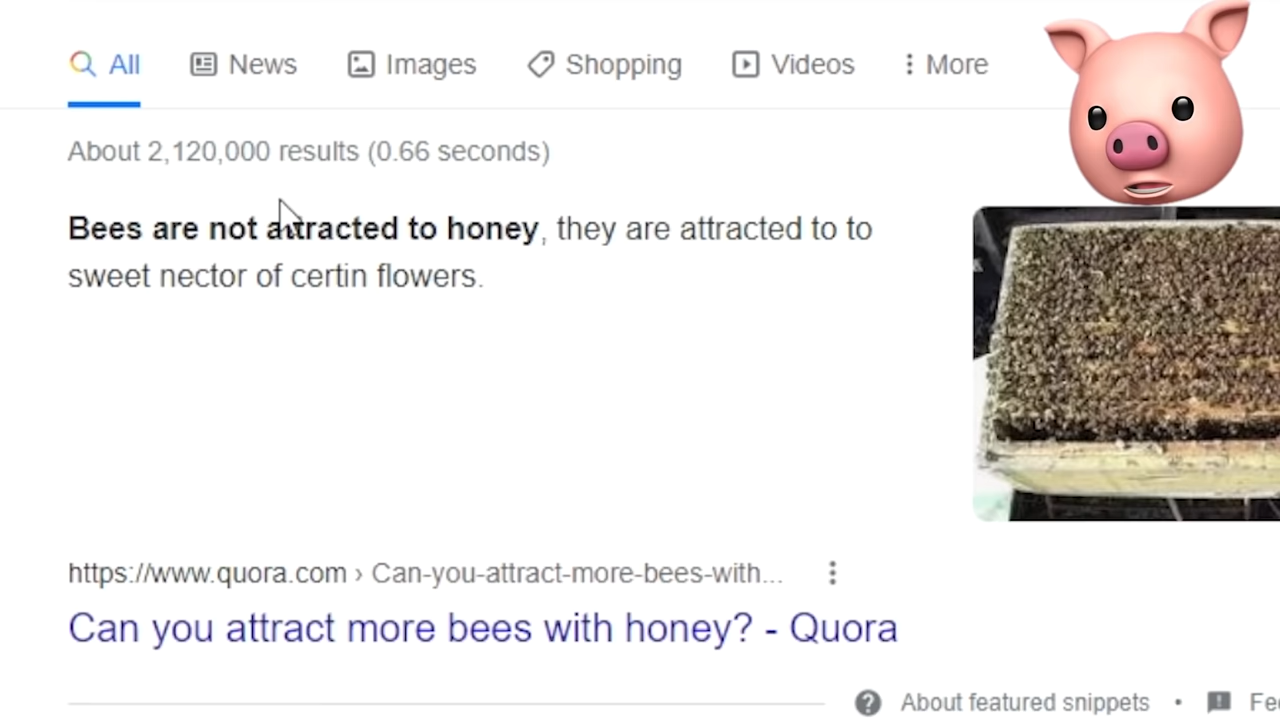 All News Images Shopping Videos More
About 2,120,000 results (0.66 seconds)
Bees are not attracted to honey, they are attracted to to
sweet nector of certin flowers.
https://www.quora.com › Can-you-attract-more-bees-with...
Can you attract more bees with honey? - Quora
About featured snippets •